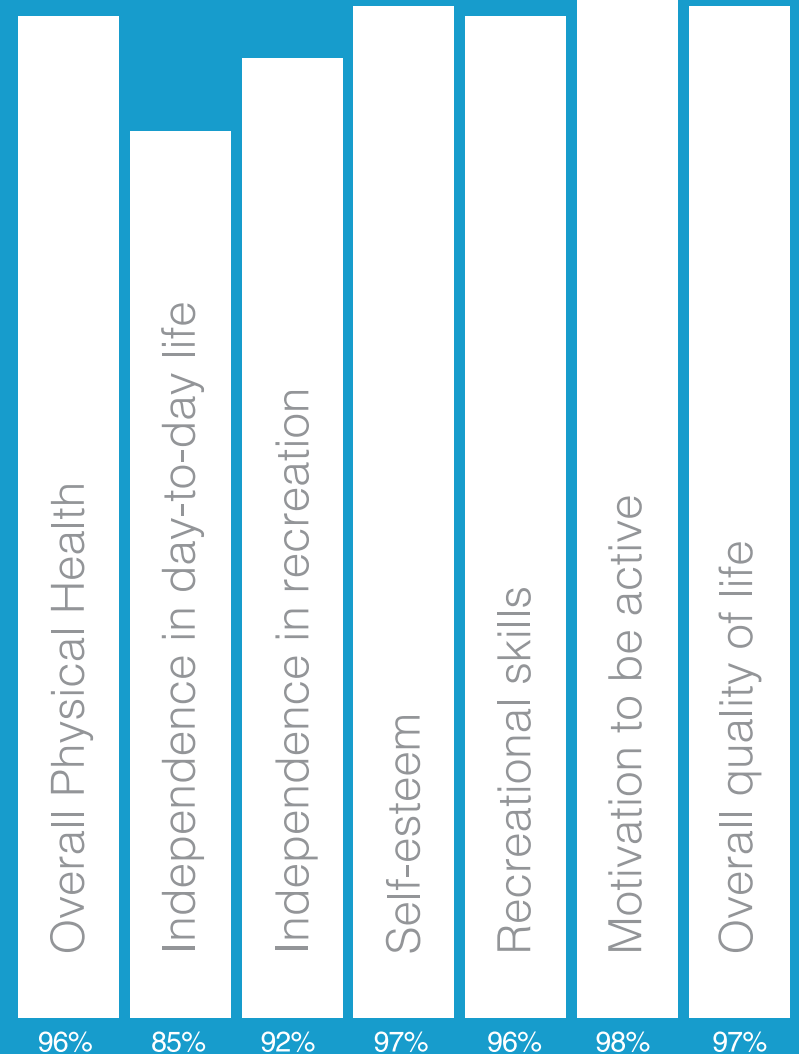 Overall Physical Health
Independence in day-to-day life
Independence in recreation
Self-esteem
Recreational skills
Motivation to be active
Overall quality of life
96% 85% 92% 97% 96% 98% 97%